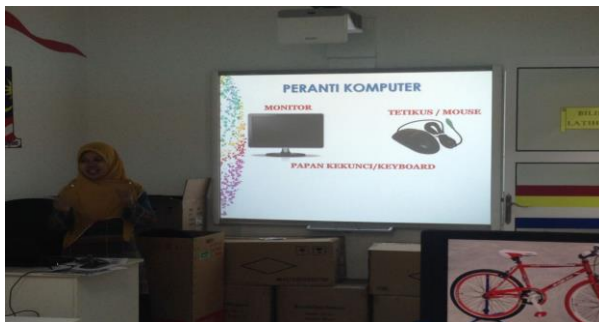 PERANTI KOMPUTER
MONITOR
TETIKUS / MOUSE
PAPAN KEKUNCI/KEYBOARD